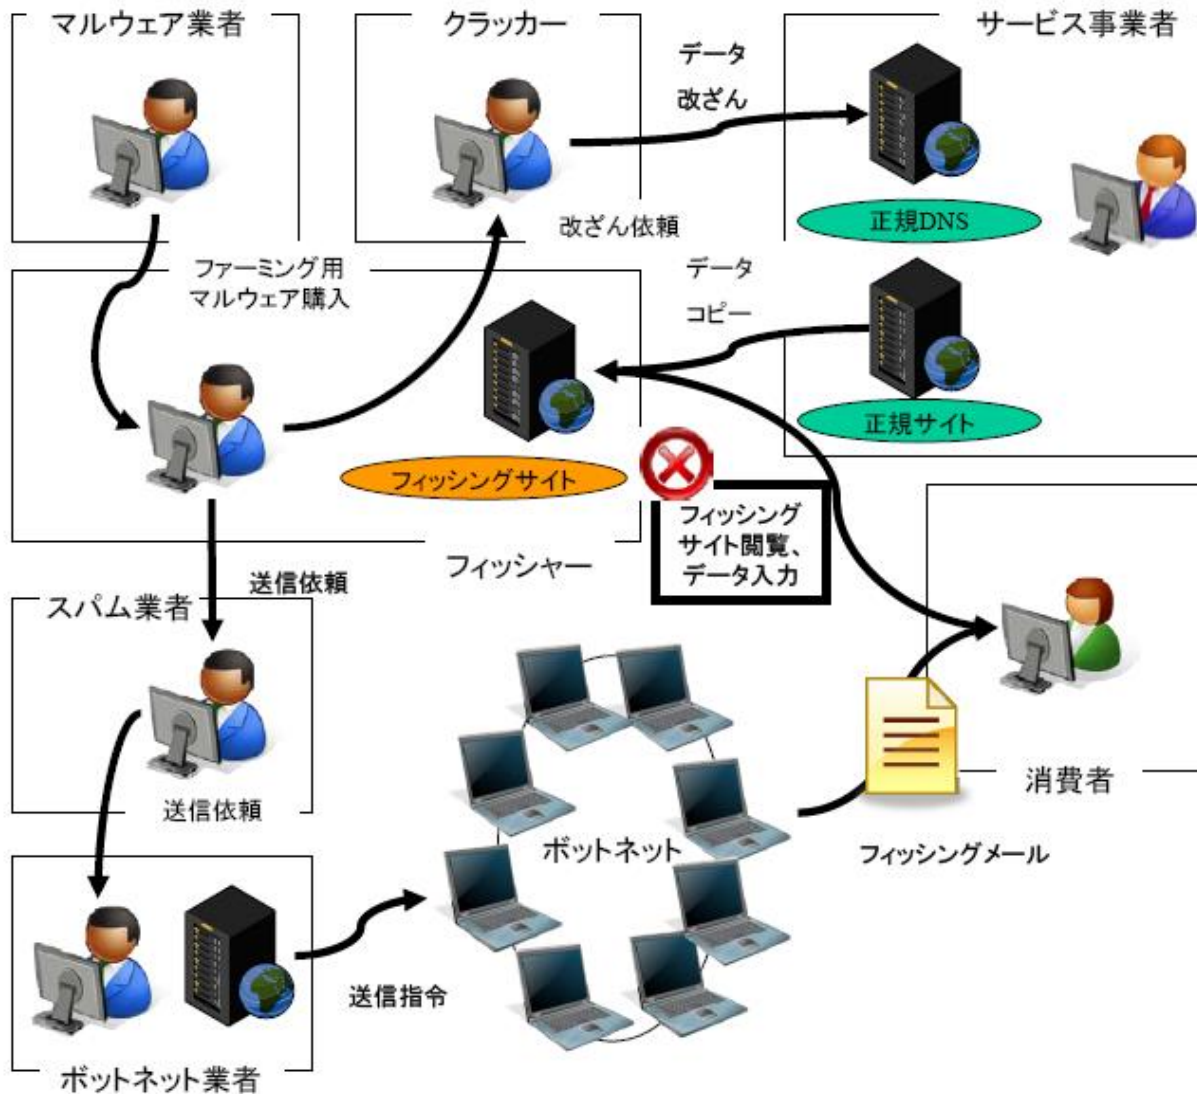 マルウェア業者
クラッカー
サービス事業者
データ
改ざん
正規DNS
改ざん依頼
ファーミング用
マルウェア購入
データ
コピー
正規サイト
フィッシングサイト
フィッシング
サイト閲覧、
データ入力
フィッシャー
送信依頼
スパム業者
送信依頼
消費者
ボットネット
フィッシングメール
送信指令
ボットネット業者